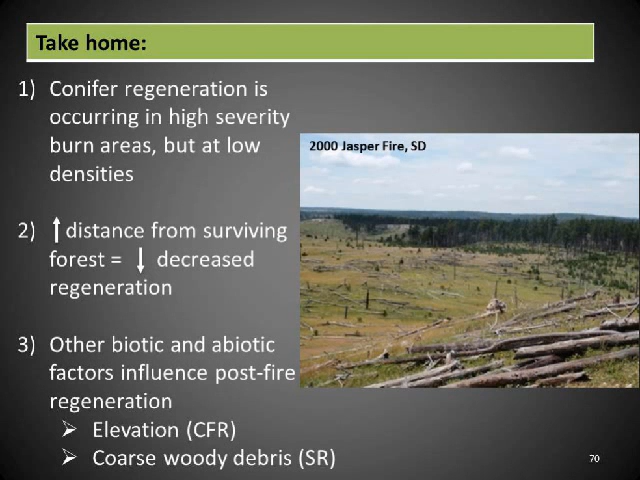 Take home:
1) Conifer regeneration is
occurring in high severity
burn areas, but at low
densities
2000 Jasper Fire, SD
2) ↑distance from surviving
forest = ↓ decreased
regeneration
3) Other biotic and abiotic
factors influence post-fire
regeneration
➢ Elevation (CFR)
➢ Coarse woody debris (SR)
70